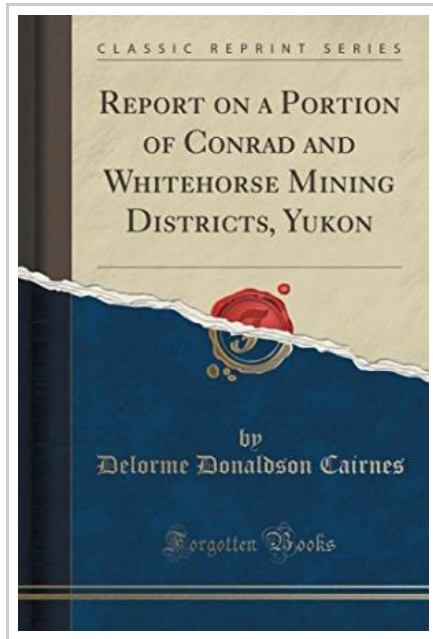 CLASSIC REPRINT SERIES
REPORT ON A PORTION
OF CONRAD AND
WHITEHORSE MINING
DISTRICTS, YUKON
by
Delorme Donaldson Cairnes
Forgotten Books